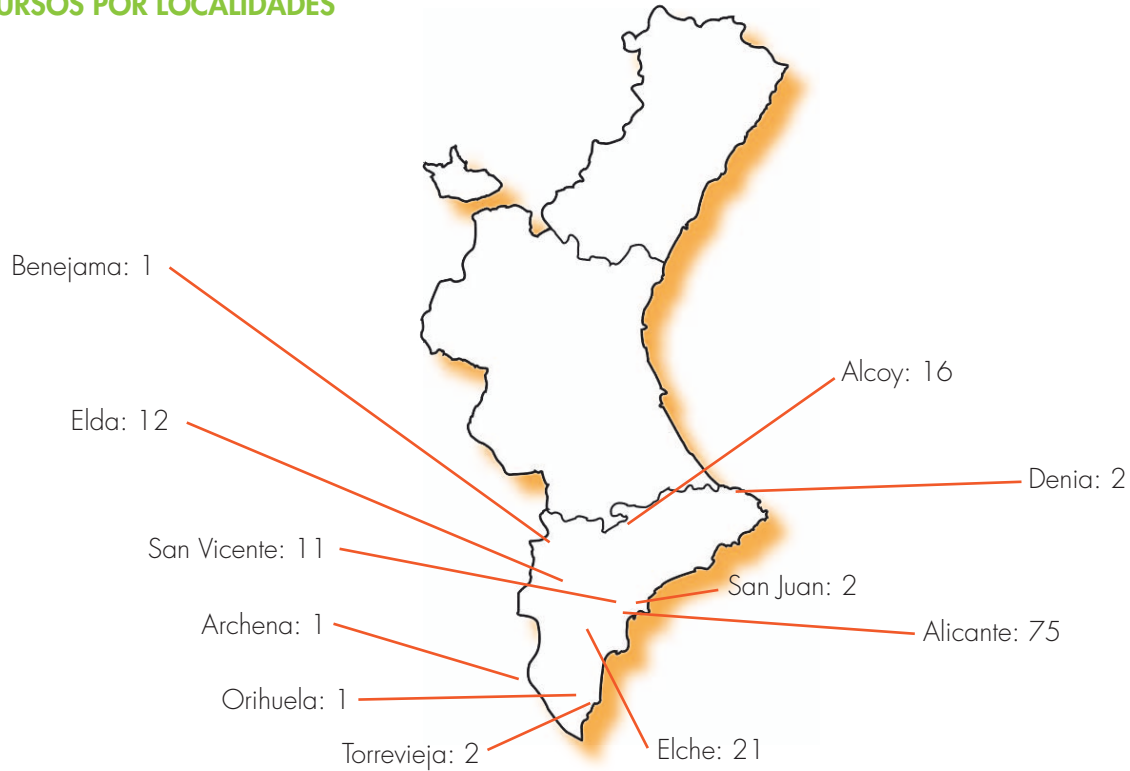 URSOS POR LOCALIDADES
Benejama: 1
Alcoy: 16
Elda: 12
Denia: 2
San Vicente: 11
San Juan: 2
Archena: 1
Alicante: 75
Orihuela: 1
Torrevieja: 2
Elche: 21